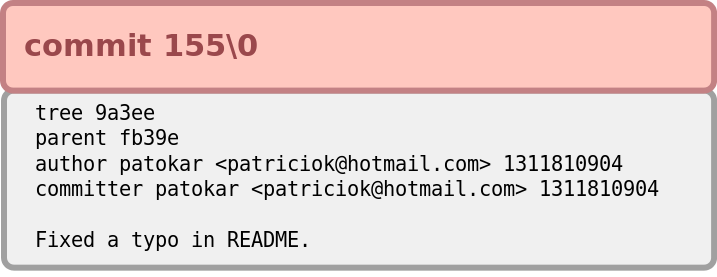 commit 155\0
tree 9a3ee
parent fb39e
author patokar <patriciok@hotmail.com> 1311810904
committer patokar <patriciok@hotmail.com> 1311810904
Fixed a typo in README.